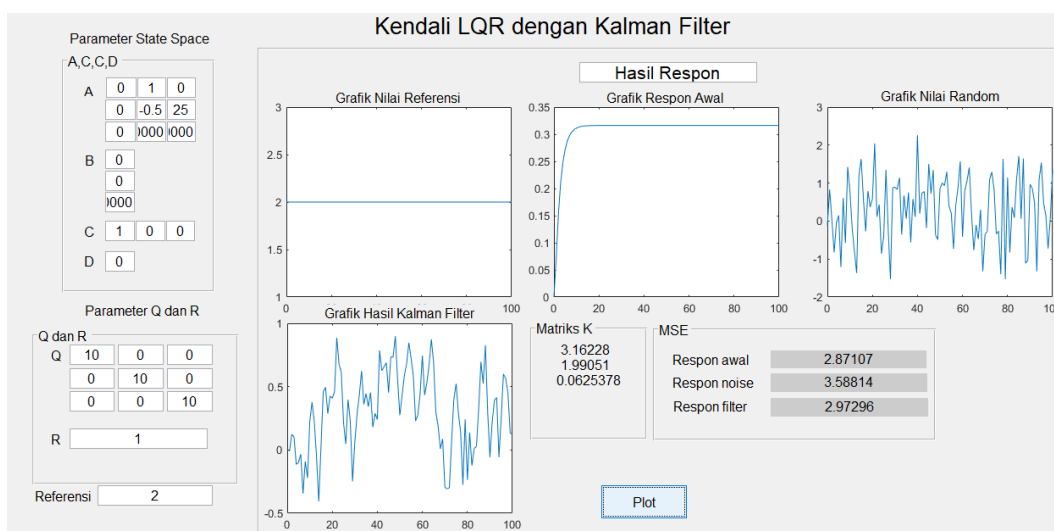 Kendali LQR dengan Kalman Filter
Parameter State Space
A,C,C,D
A 0 1 0
0 -0.5 25
0 0000 0000
B 0
0
0000
C 1 0 0
D 0
Parameter Q dan R
Q dan R
Q 10 0 0
0 10 0
0 0 10
R 1
Referensi 2
Hasil Respon
Grafik Nilai Referensi
3
2.5
2
1.5
1
0 100
Grafik Respon Awal
0.35
0.3
0.25
0.2
0.15
0.1
0.05
0
0 20 40 60 80 100
Grafik Nilai Random
3
2
1
0
-1
-2
0 20 40 60 80 100
Grafik Hasil Kalman Filter
1
0.5
0
-0.5
0 20 40 60 80 100
Matriks K
3.16228
1.99051
0.0625378
MSE
Respon awal 2.87107
Respon noise 3.58814
Respon filter 2.97296
Plot